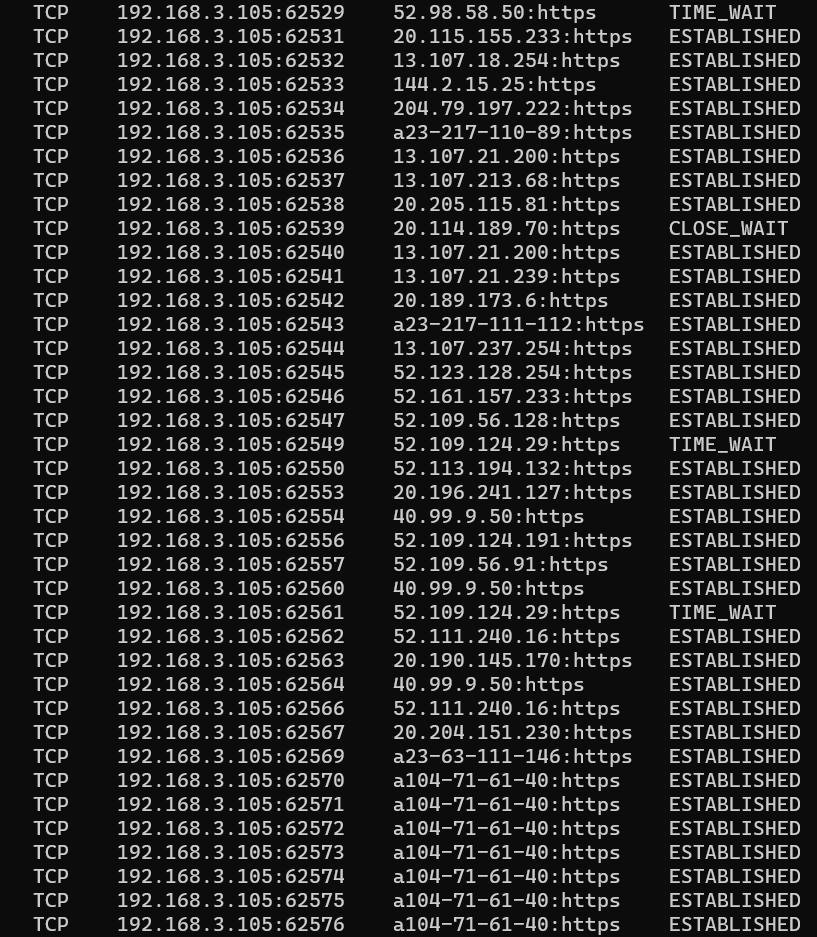 TCP 192.168.3.105:62529 52.98.58.50:https TIME_WAIT
TCP 192.168.3.105:62531 20.115.155.233:https ESTABLISHED
TCP 192.168.3.105:62532 13.107.18.254:https ESTABLISHED
TCP 192.168.3.105:62533 144.2.15.25:https ESTABLISHED
TCP 192.168.3.105:62534 204.79.197.222:https ESTABLISHED
TCP 192.168.3.105:62535 a23-217-110-89:https ESTABLISHED
TCP 192.168.3.105:62536 13.107.21.200:https ESTABLISHED
TCP 192.168.3.105:62537 13.107.213.68:https ESTABLISHED
TCP 192.168.3.105:62538 20.205.115.81:https ESTABLISHED
TCP 192.168.3.105:62539 20.114.189.70:https CLOSE_WAIT
TCP 192.168.3.105:62540 13.107.21.200:https ESTABLISHED
TCP 192.168.3.105:62541 13.107.21.239:https ESTABLISHED
TCP 192.168.3.105:62542 20.189.173.6:https ESTABLISHED
TCP 192.168.3.105:62543 a23-217-111-112:https ESTABLISHED
TCP 192.168.3.105:62544 13.107.237.254:https ESTABLISHED
TCP 192.168.3.105:62545 52.123.128.254:https ESTABLISHED
TCP 192.168.3.105:62546 52.161.157.233:https ESTABLISHED
TCP 192.168.3.105:62547 52.109.56.128:https ESTABLISHED
TCP 192.168.3.105:62549 52.109.124.29:https TIME_WAIT
TCP 192.168.3.105:62550 52.113.194.132:https ESTABLISHED
TCP 192.168.3.105:62553 20.196.241.127:https ESTABLISHED
TCP 192.168.3.105:62554 40.99.9.50:https ESTABLISHED
TCP 192.168.3.105:62556 52.109.124.191:https ESTABLISHED
TCP 192.168.3.105:62557 52.109.56.91:https ESTABLISHED
TCP 192.168.3.105:62560 40.99.9.50:https ESTABLISHED
TCP 192.168.3.105:62561 52.109.124.29:https TIME_WAIT
TCP 192.168.3.105:62562 52.111.240.16:https ESTABLISHED
TCP 192.168.3.105:62563 20.190.145.170:https ESTABLISHED
TCP 192.168.3.105:62564 40.99.9.50:https ESTABLISHED
TCP 192.168.3.105:62566 52.111.240.16:https ESTABLISHED
TCP 192.168.3.105:62567 20.204.151.230:https ESTABLISHED
TCP 192.168.3.105:62569 a23-63-111-146:https ESTABLISHED
TCP 192.168.3.105:62570 a104-71-61-40:https ESTABLISHED
TCP 192.168.3.105:62571 a104-71-61-40:https ESTABLISHED
TCP 192.168.3.105:62572 a104-71-61-40:https ESTABLISHED
TCP 192.168.3.105:62573 a104-71-61-40:https ESTABLISHED
TCP 192.168.3.105:62574 a104-71-61-40:https ESTABLISHED
TCP 192.168.3.105:62575 a104-71-61-40:https ESTABLISHED
TCP 192.168.3.105:62576 a104-71-61-40:https ESTABLISHED